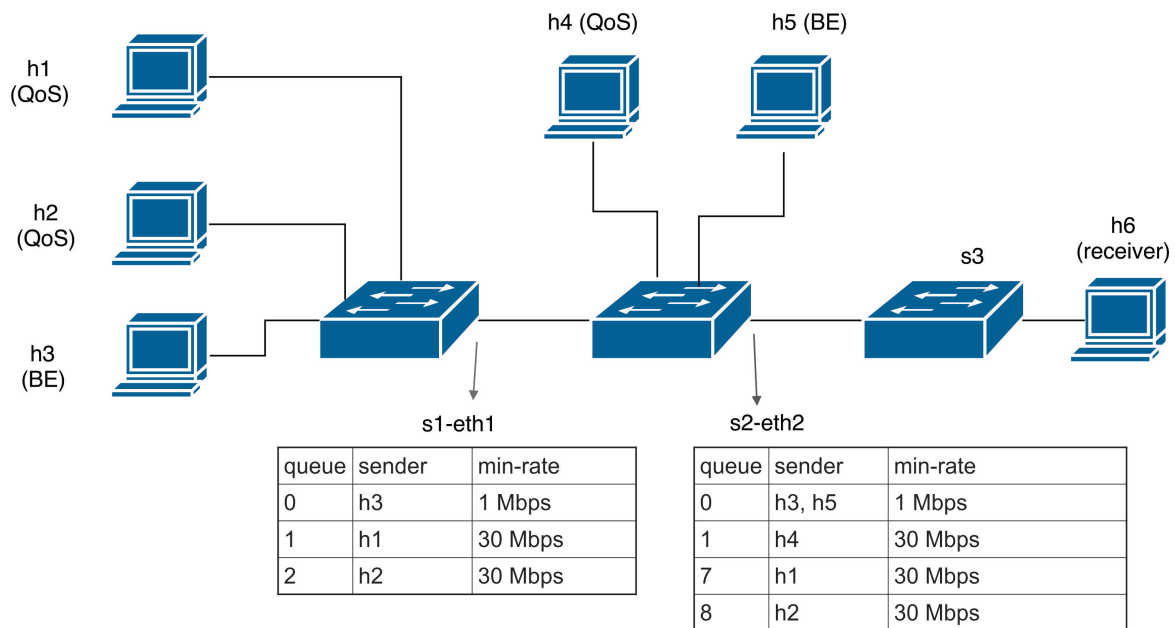 h1
(QoS)
h2
(QoS)
h3
(BE)
h4 (QoS)
h5 (BE)
s3
h6
(receiver)
s1-eth1
queue sender min-rate
0 h3 1 Mbps
1 h1 30 Mbps
2 h2 30 Mbps
s2-eth2
queue sender min-rate
0 h3, h5 1 Mbps
1 h4 30 Mbps
7 h1 30 Mbps
8 h2 30 Mbps